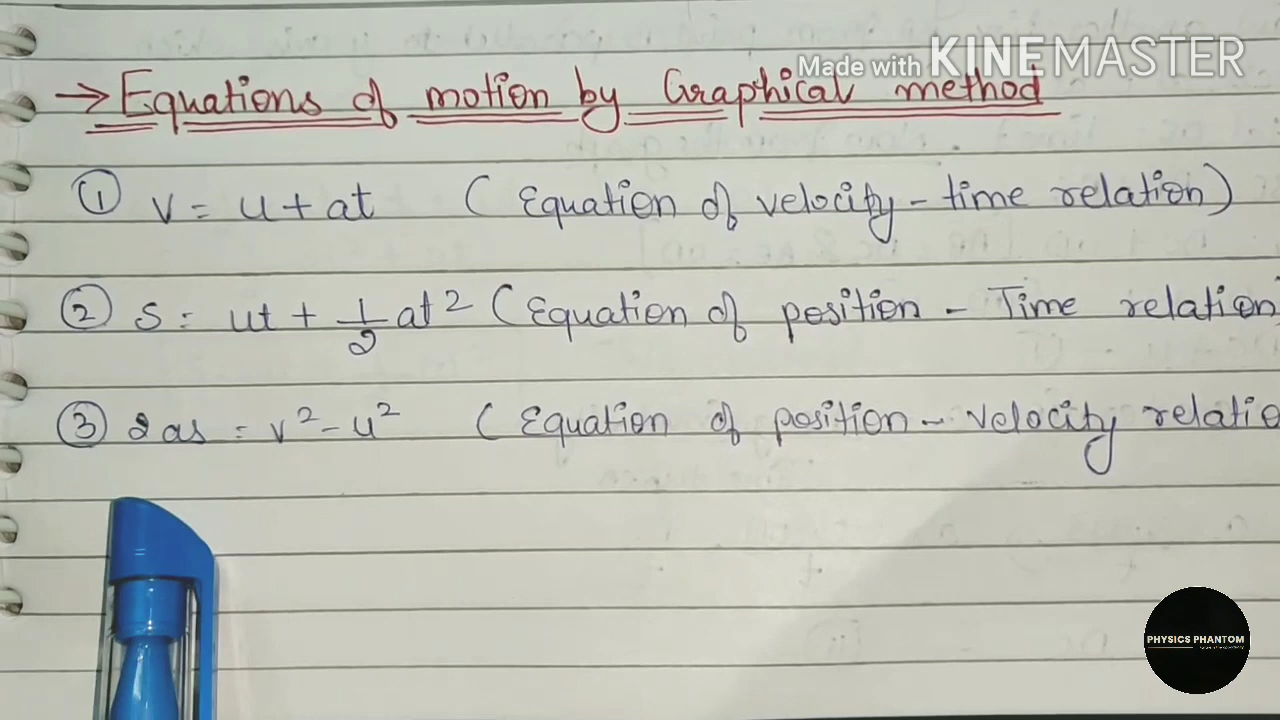 Made with KINEMASTER
→ Equations of motion by Graphical method
① v = u + at ( Equation of velocity - time relation)
② s = ut + 1/2 at² (Equation of position - Time relation
③ 2as = v² - u² ( Equation of position - velocity relatio
PHYSICS PHANTOM